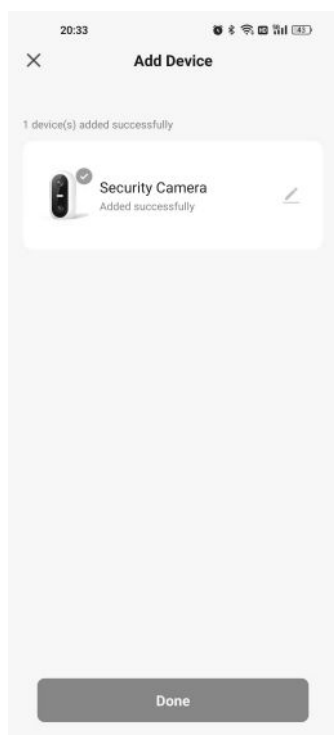 20:33
Add Device
1 device(s) added successfully
Security Camera
Added successfully
Done